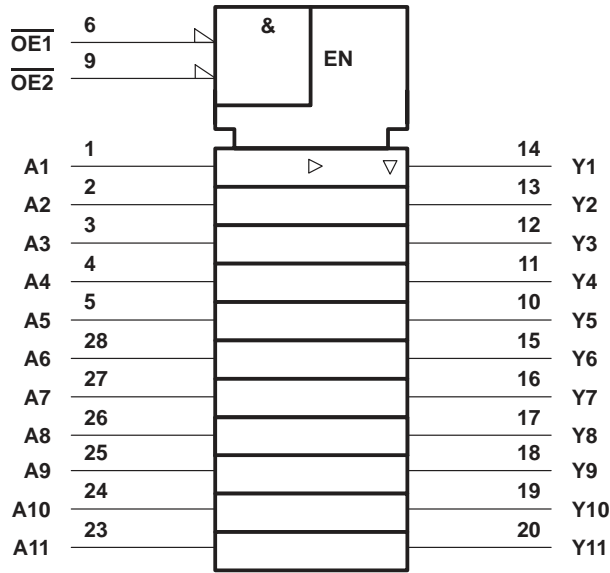 & EN
OE1 6
OE2 9
A1 1 14 Y1
A2 2 13 Y2
A3 3 12 Y3
A4 4 11 Y4
A5 5 10 Y5
A6 28 15 Y6
A7 27 16 Y7
A8 26 17 Y8
A9 25 18 Y9
A10 24 19 Y10
A11 23 20 Y11